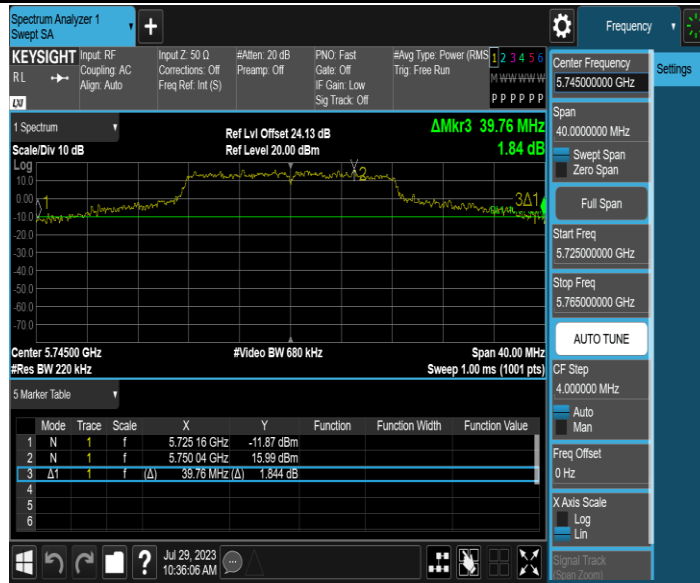 Spectrum Analyzer 1
Swept SA
+
Frequency
KEYSIGHT
RL
LXI
Input: RF
Coupling: AC
Align: Auto
Input Z: 50 Ω
Corrections: Off
Freq Ref: Int (S)
#Atten: 20 dB
Preamp: Off
PNO: Fast
Gate: Off
IF Gain: Low
Sig Track: Off
#Avg Type: Power (RMS
Trig: Free Run
1 2 3 4 5 6
M W W W W W
P P P P P P
1 Spectrum
Scale/Div 10 dB
Ref Lvl Offset 24.13 dB
Ref Level 20.00 dBm
ΔMkr3 39.76 MHz
1.84 dB
Log
10.0
0.00
-10.0
-20.0
-30.0
-40.0
-50.0
-60.0
-70.0
1
2
3Δ1
Center 5.74500 GHz
#Res BW 220 kHz
#Video BW 680 kHz
Span 40.00 MHz
Sweep 1.00 ms (1001 pts)
5 Marker Table
Mode Trace Scale X Y Function Function Width Function Value
1 N 1 f 5.725 16 GHz -11.87 dBm
2 N 1 f 5.750 04 GHz 15.99 dBm
3 Δ1 1 f (Δ) 39.76 MHz (Δ) 1.844 dB
4
5
6
Jul 29, 2023
10:36:06 AM
Center Frequency
5.745000000 GHz
Settings
Span
40.0000000 MHz
Swept Span
Zero Span
Full Span
Start Freq
5.725000000 GHz
Stop Freq
5.765000000 GHz
AUTO TUNE
CF Step
4.000000 MHz
Auto
Man
Freq Offset
0 Hz
X Axis Scale
Log
Lin
Signal Track
(Span Zoom)